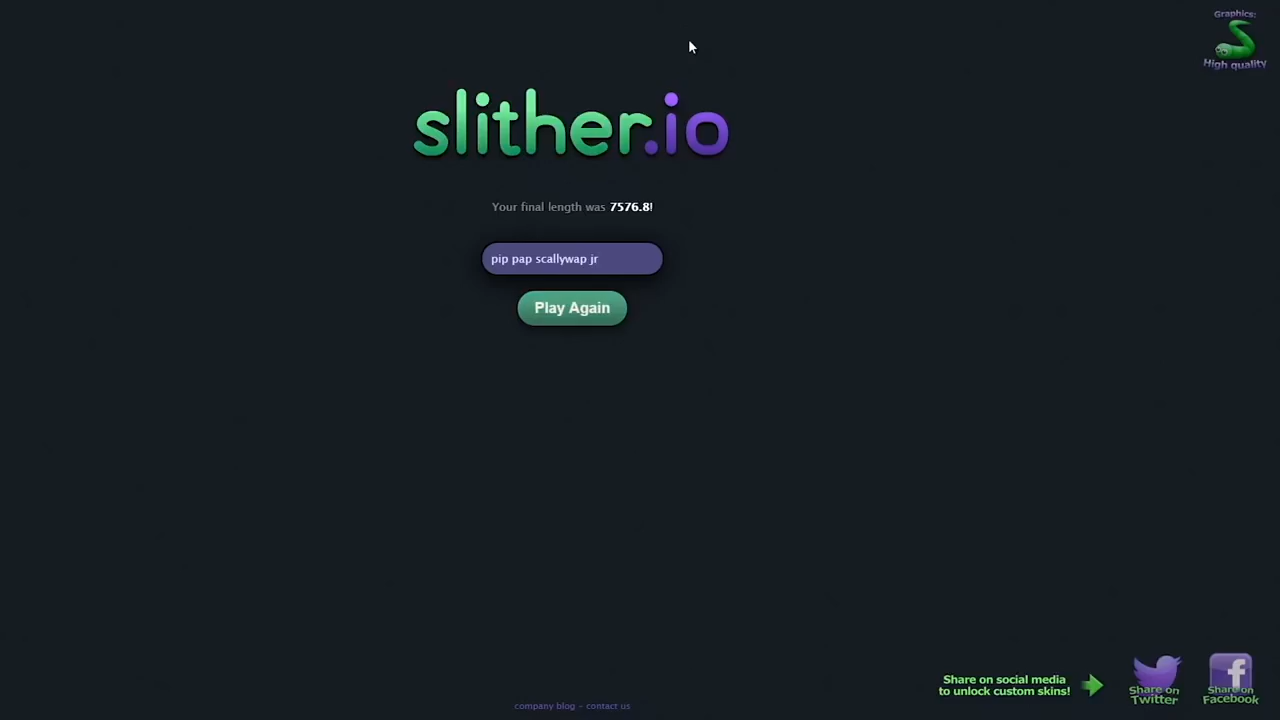 Graphics:
High quality
slither.io
Your final length was 7576.8!
pip pap scallywap jr
Play Again
Share on social media
to unlock custom skins!
Share on
Twitter
Share on
Facebook
company blog - contact us